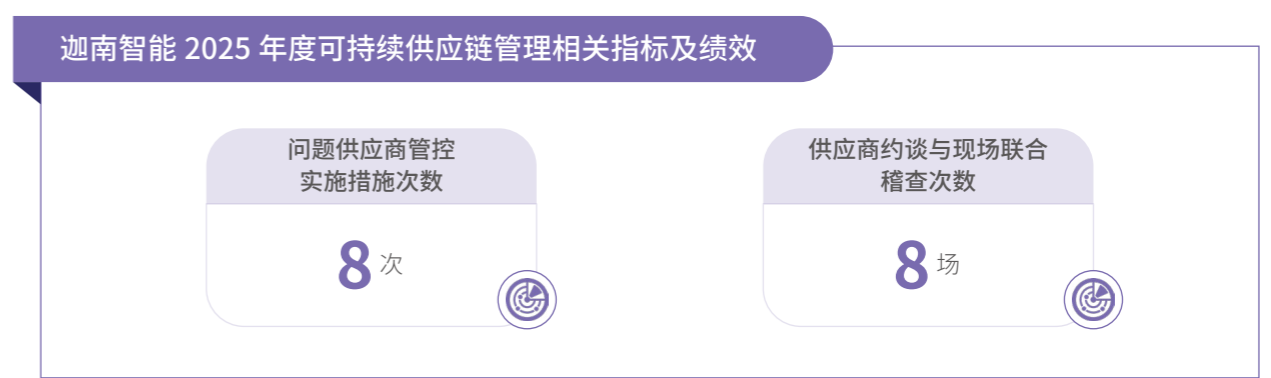 迦南智能 2025 年度可持续供应链管理相关指标及绩效
问题供应商管控
实施措施次数
8 次
供应商约谈与现场联合
稽查次数
8 场